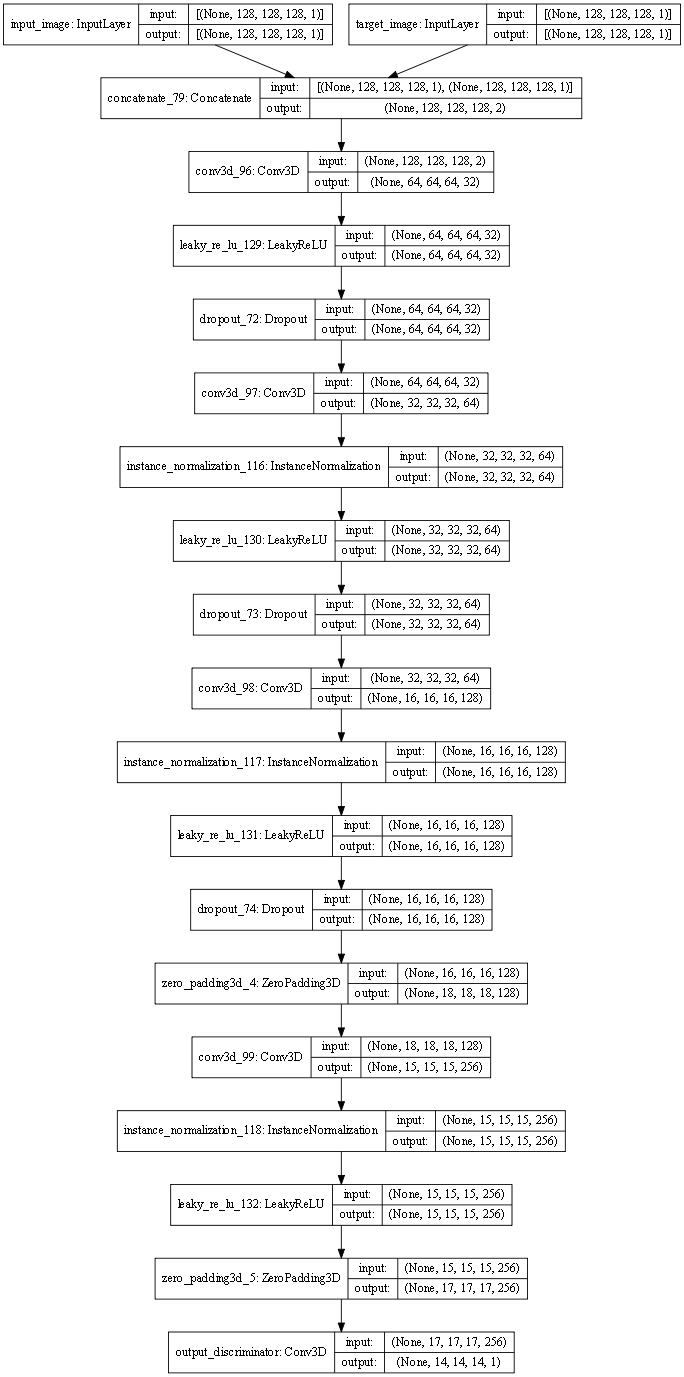 input_image: InputLayer
input: [(None, 128, 128, 128, 1)]
output: [(None, 128, 128, 128, 1)]
target_image: InputLayer
input: [(None, 128, 128, 128, 1)]
output: [(None, 128, 128, 128, 1)]
concatenate_79: Concatenate
input: [(None, 128, 128, 128, 1), (None, 128, 128, 128, 1)]
output: (None, 128, 128, 128, 2)
conv3d_96: Conv3D
input: (None, 128, 128, 128, 2)
output: (None, 64, 64, 64, 32)
leaky_re_lu_129: LeakyReLU
input: (None, 64, 64, 64, 32)
output: (None, 64, 64, 64, 32)
dropout_72: Dropout
input: (None, 64, 64, 64, 32)
output: (None, 64, 64, 64, 32)
conv3d_97: Conv3D
input: (None, 64, 64, 64, 32)
output: (None, 32, 32, 32, 64)
instance_normalization_116: InstanceNormalization
input: (None, 32, 32, 32, 64)
output: (None, 32, 32, 32, 64)
leaky_re_lu_130: LeakyReLU
input: (None, 32, 32, 32, 64)
output: (None, 32, 32, 32, 64)
dropout_73: Dropout
input: (None, 32, 32, 32, 64)
output: (None, 32, 32, 32, 64)
conv3d_98: Conv3D
input: (None, 32, 32, 32, 64)
output: (None, 16, 16, 16, 128)
instance_normalization_117: InstanceNormalization
input: (None, 16, 16, 16, 128)
output: (None, 16, 16, 16, 128)
leaky_re_lu_131: LeakyReLU
input: (None, 16, 16, 16, 128)
output: (None, 16, 16, 16, 128)
dropout_74: Dropout
input: (None, 16, 16, 16, 128)
output: (None, 16, 16, 16, 128)
zero_padding3d_4: ZeroPadding3D
input: (None, 16, 16, 16, 128)
output: (None, 18, 18, 18, 128)
conv3d_99: Conv3D
input: (None, 18, 18, 18, 128)
output: (None, 15, 15, 15, 256)
instance_normalization_118: InstanceNormalization
input: (None, 15, 15, 15, 256)
output: (None, 15, 15, 15, 256)
leaky_re_lu_132: LeakyReLU
input: (None, 15, 15, 15, 256)
output: (None, 15, 15, 15, 256)
zero_padding3d_5: ZeroPadding3D
input: (None, 15, 15, 15, 256)
output: (None, 17, 17, 17, 256)
output_discriminator: Conv3D
input: (None, 17, 17, 17, 256)
output: (None, 14, 14, 14, 1)